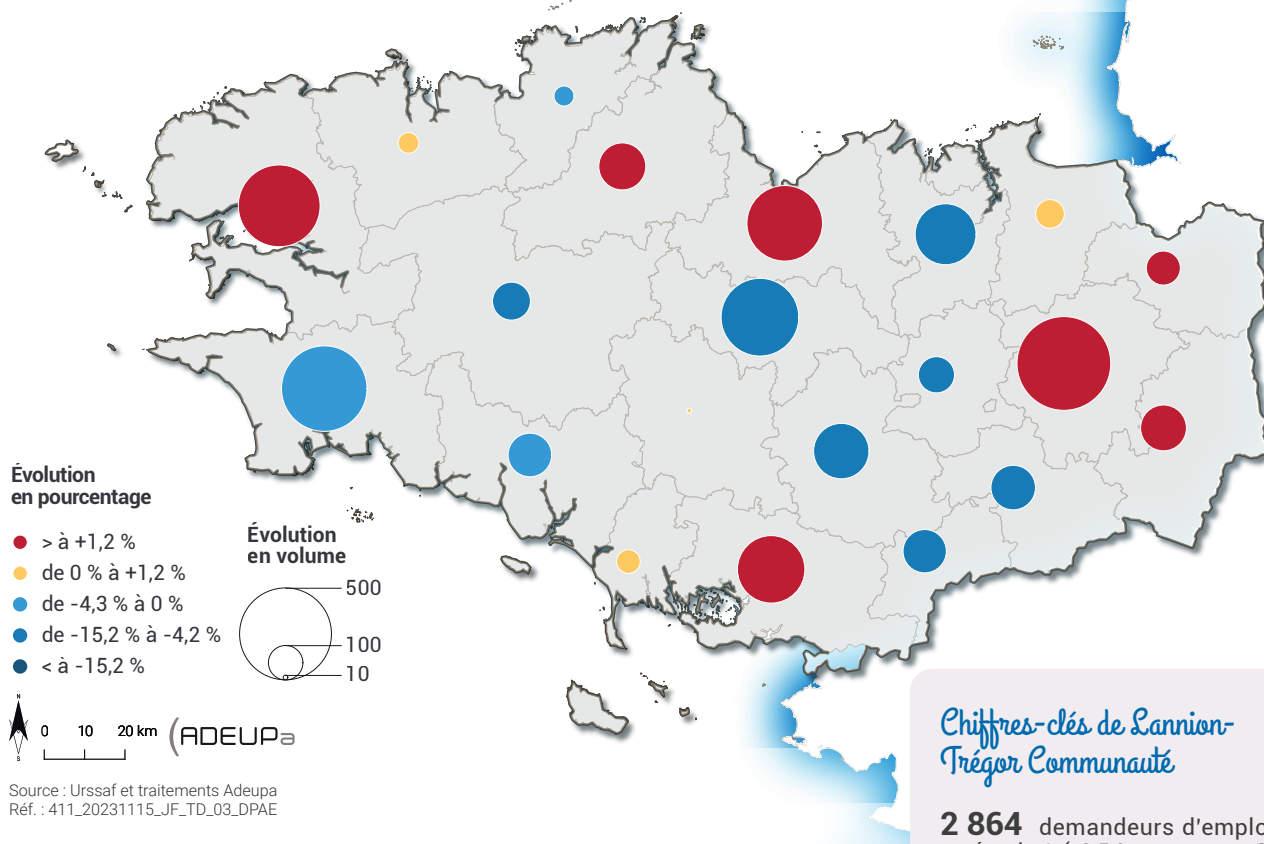 Évolution
en pourcentage
> à +1,2 %
de 0 % à +1,2 %
de -4,3 % à 0 %
de -15,2 % à -4,2 %
< à -15,2 %
Évolution
en volume
500
100
10
N
S
0 10 20 km
ADEUPa
Source : Urssaf et traitements Adeupa
Réf. : 411_20231115_JF_TD_03_DPAE
Chiffres-clés de Lannion-
Trégor Communauté
2 864 demandeurs d'emplo